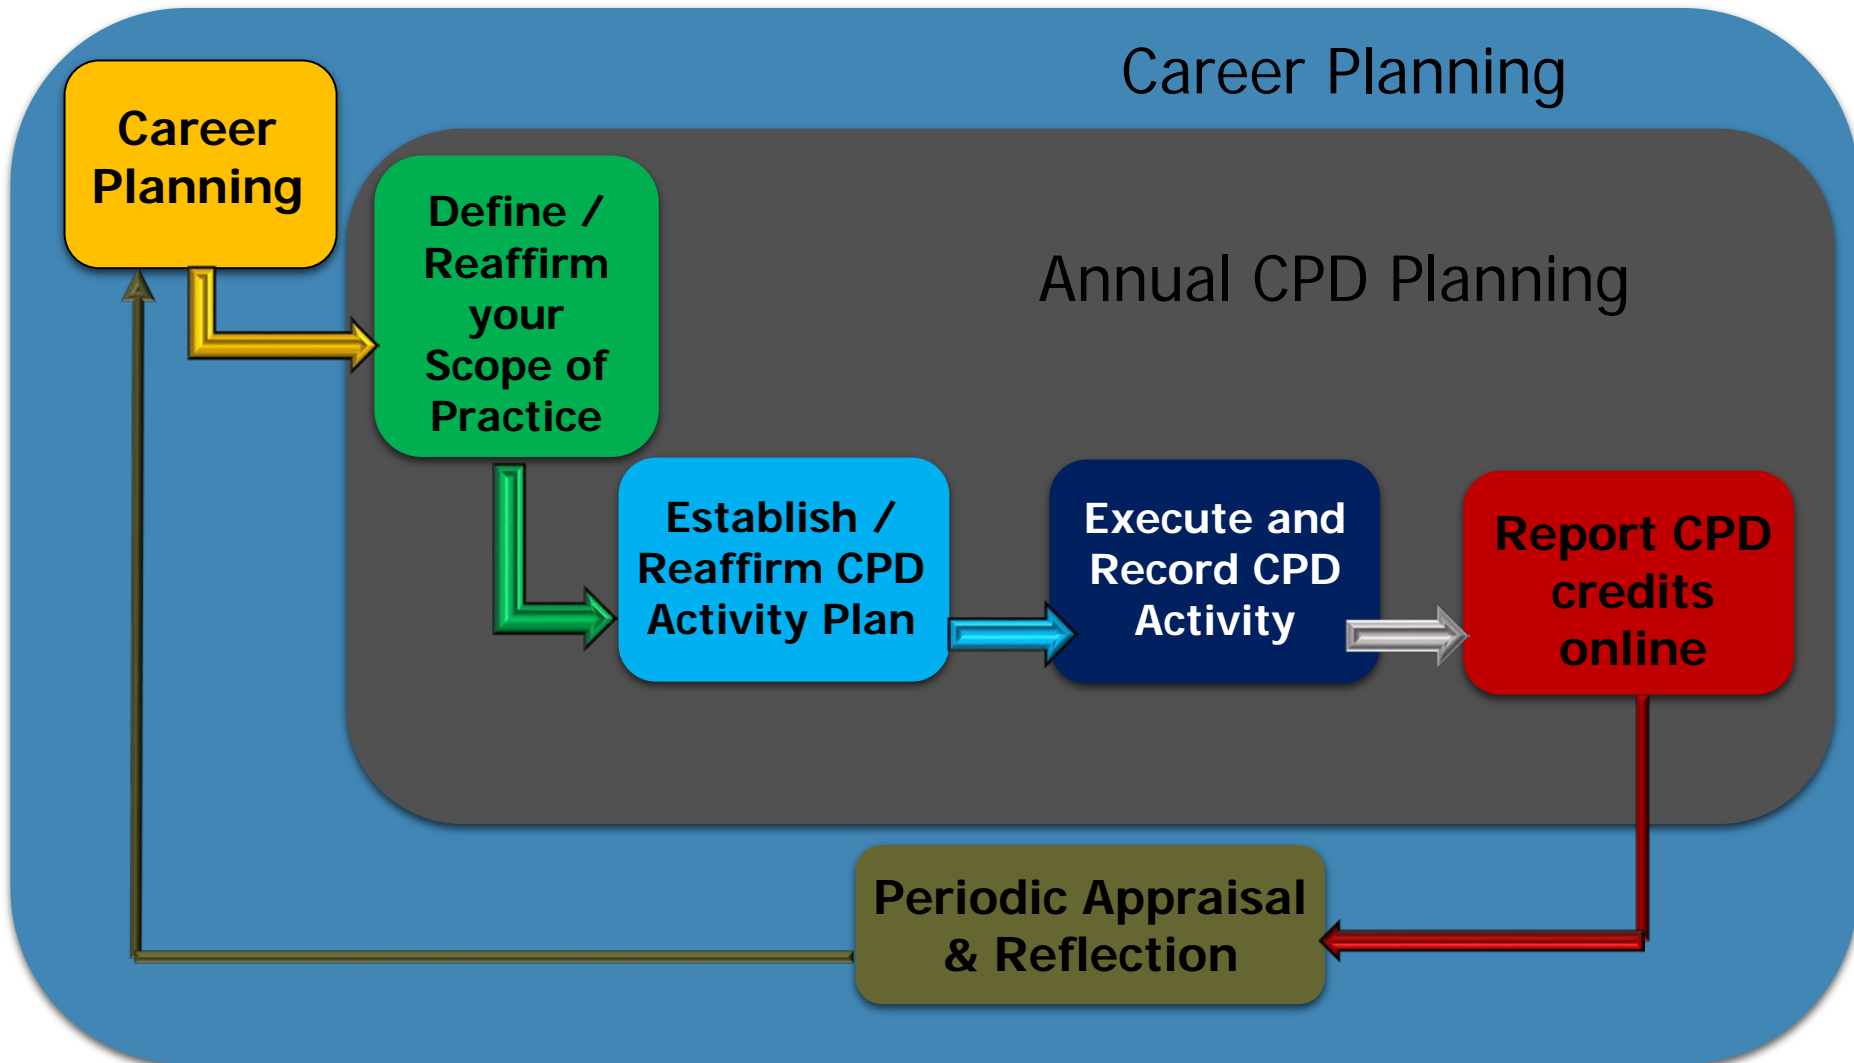 Career Planning
Career
Planning
Annual CPD Planning
Define /
Reaffirm
your
Scope of
Practice
Establish /
Reaffirm CPD
Activity Plan
Execute and
Record CPD
Activity
Report CPD
credits
online
Periodic Appraisal
& Reflection